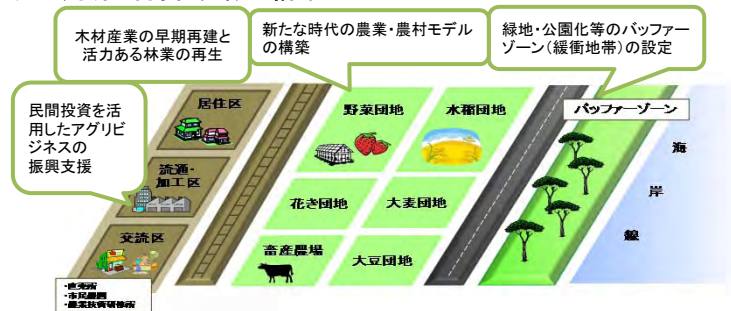 木材産業の早期再建と
活力ある林業の再生
新たな時代の農業・農村モデル
の構築
緑地・公園化等のバッファー
ゾーン(緩衝地帯)の設定
民間投資を活
用したアグリビ
ジネスの
振興支援
居住区
流通・
加工区
交流区
・直売所
・市民農園
・農業技術研修所
野菜団地
水稲団地
花き団地
大麦団地
畜産農場
大豆団地
バッファーゾーン
海
岸
線